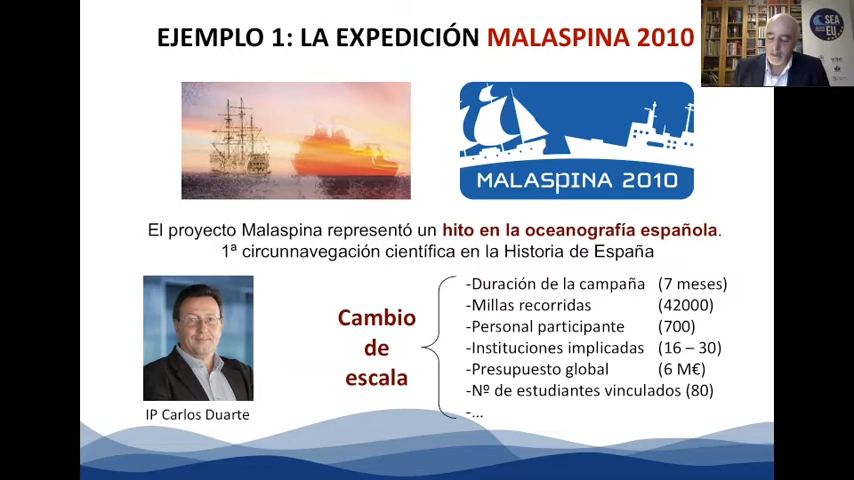 EJEMPLO 1: LA EXPEDICIÓN MALASPINA 2010
SEA
EU
MALASPINA 2010
El proyecto Malaspina representó un hito en la oceanografía española.
1ª circunnavegación científica en la Historia de España
Cambio
de
escala
-Duración de la campaña (7 meses)
-Millas recorridas (42000)
-Personal participante (700)
-Instituciones implicadas (16 – 30)
-Presupuesto global (6 M€)
-Nº de estudiantes vinculados (80)
-...
IP Carlos Duarte